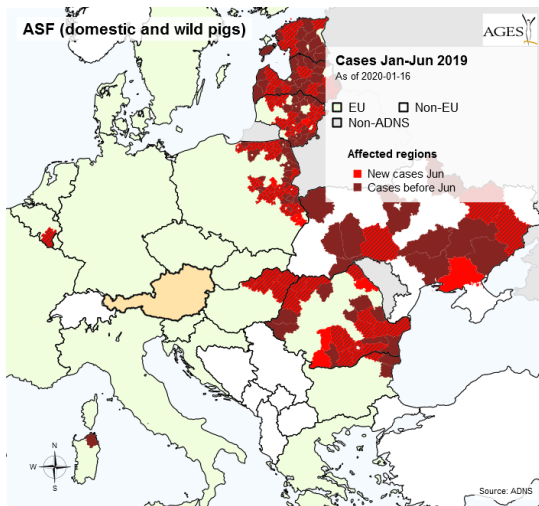 ASF (domestic and wild pigs)
AGES
Cases Jan-Jun 2019
As of 2020-01-16
EU Non-EU
Non-ADNS
Affected regions
New cases Jun
Cases before Jun
N
W E
S
Source: ADNS